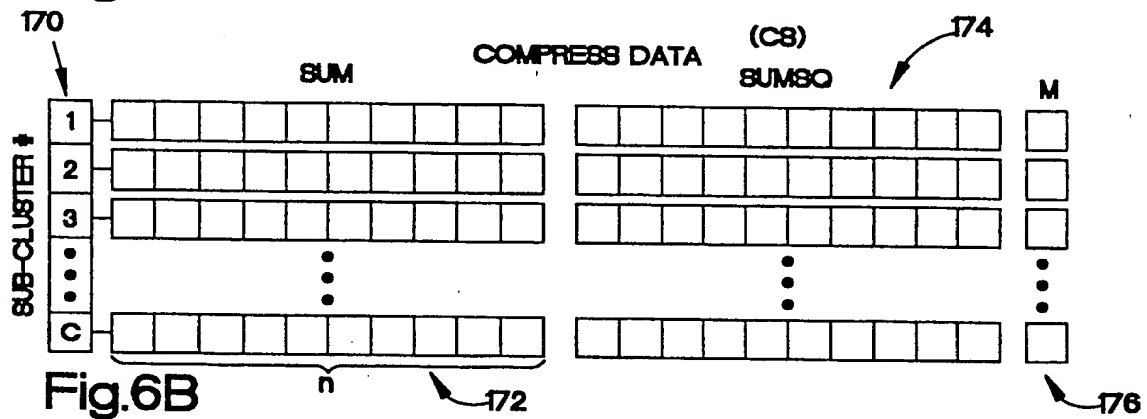 170
(CS)
174
COMPRESS DATA
SUM
SUMSQ
M
SUB-CLUSTER #
1
2
3
C
n
172
176
Fig.6B